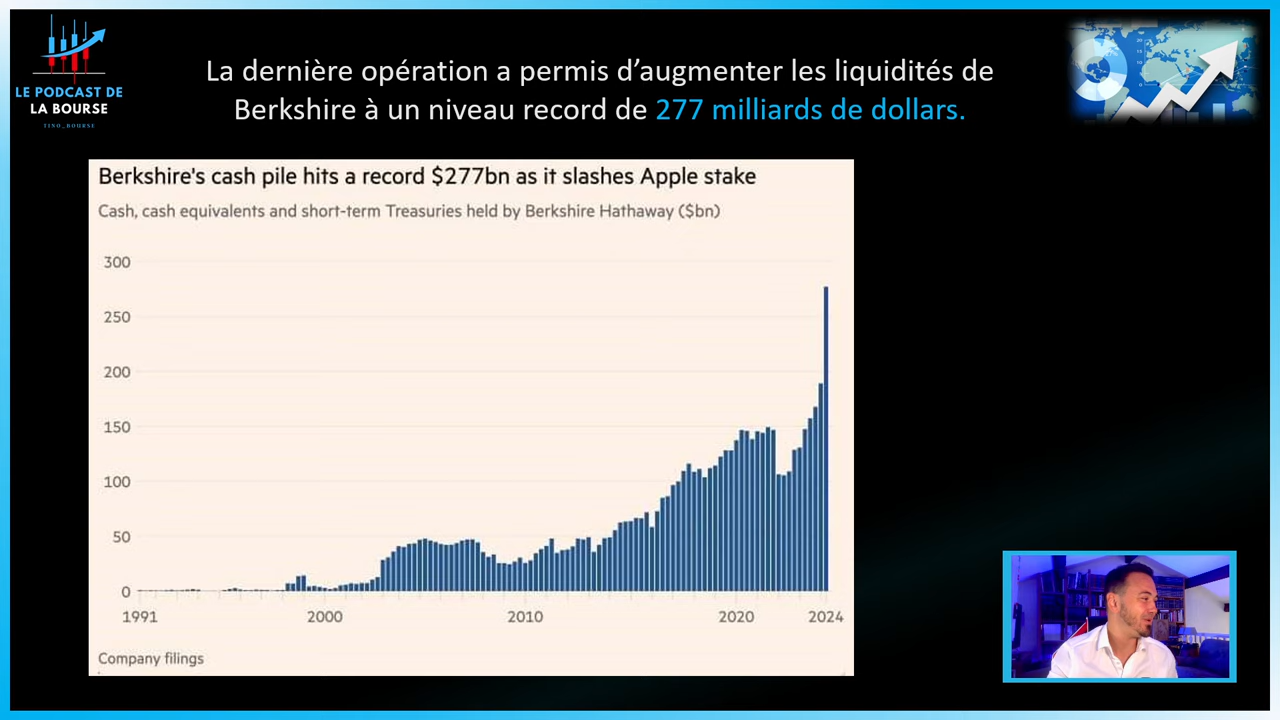 LE PODCAST DE
LA BOURSE
TINO_BOURSE
La dernière opération a permis d’augmenter les liquidités de
Berkshire à un niveau record de 277 milliards de dollars.
Berkshire's cash pile hits a record $277bn as it slashes Apple stake
Cash, cash equivalents and short-term Treasuries held by Berkshire Hathaway ($bn)
300
250
200
150
100
50
0
1991 2000 2010 2020 2024
Company filings